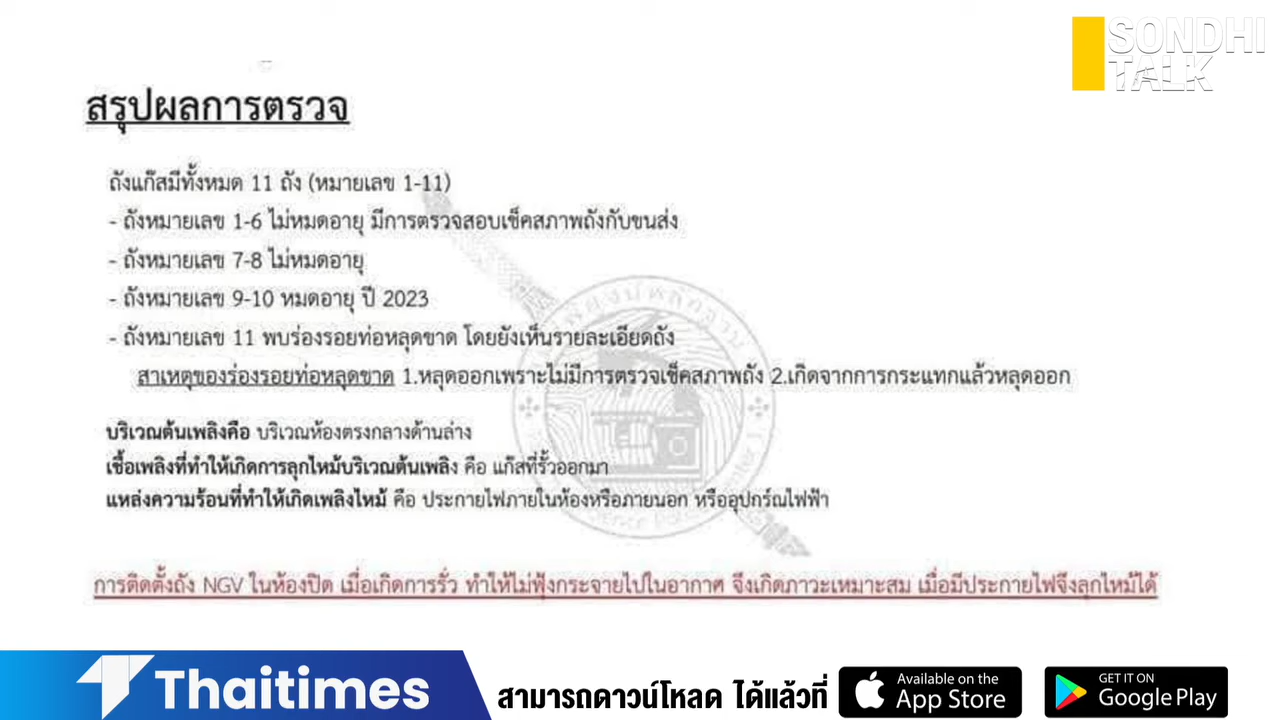 SONDHI
TALK
สรุปผลการตรวจ
ถังแก๊สมีทั้งหมด 11 ถัง (หมายเลข 1-11)
- ถังหมายเลข 1-6 ไม่หมดอายุ มีการตรวจสอบเช็คสภาพถังกับขนส่ง
- ถังหมายเลข 7-8 ไม่หมดอายุ
- ถังหมายเลข 9-10 หมดอายุ ปี 2023
- ถังหมายเลข 11 พบร่องรอยท่อหลุดขาด โดยยังเห็นรายละเอียดถัง
สาเหตุของร่องรอยท่อหลุดขาด 1.หลุดออกเพราะไม่มีการตรวจเช็คสภาพถัง 2.เกิดจากการกระแทกแล้วหลุดออก
บริเวณต้นเพลิงคือ บริเวณห้องตรงกลางด้านล่าง
เชื้อเพลิงที่ทำให้เกิดการลุกไหม้บริเวณต้นเพลิง คือ แก๊สที่รั้วออกมา
แหล่งความร้อนที่ทำให้เกิดเพลิงไหม้ คือ ประกายไฟภายในห้องหรือภายนอก หรืออุปกร์ณไฟฟ้า
การติดตั้งถัง NGV ในห้องปิด เมื่อเกิดการรั่ว ทำให้ไม่ฟุ้งกระจายไปในอากาศ จึงเกิดภาวะเหมาะสม เมื่อมีประกายไฟจึงลุกไหม้ได้
Thaitimes
สามารถดาวน์โหลด ได้แล้วที่
Available on the
App Store
GET IT ON
Google Play